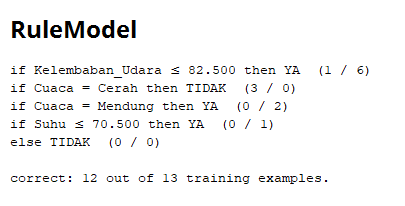 RuleModel
if Kelembaban_Udara ≤ 82.500 then YA  (1 / 6)
if Cuaca = Cerah then TIDAK  (3 / 0)
if Cuaca = Mendung then YA  (0 / 2)
if Suhu ≤ 70.500 then YA  (0 / 1)
else TIDAK  (0 / 0)
correct: 12 out of 13 training examples.